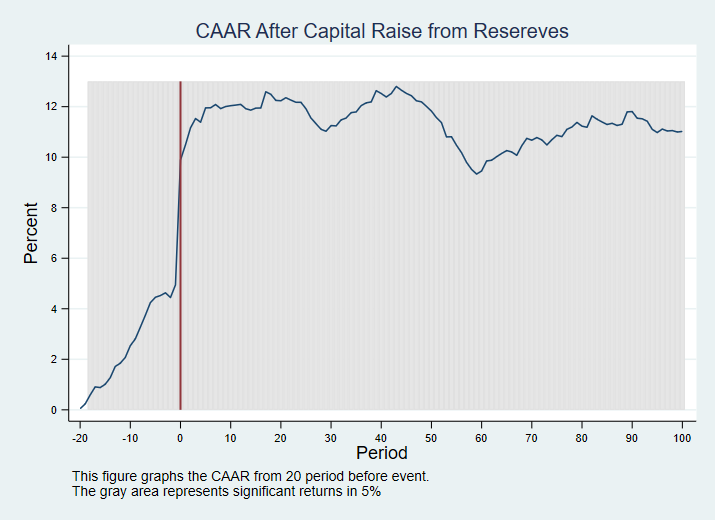 CAAR After Capital Raise from Resereves
14
12
10
8
6
4
2
0
Percent
-20 -10 0 10 20 30 40 50 60 70 80 90 100
Period
This figure graphs the CAAR from 20 period before event.
The gray area represents significant returns in 5%